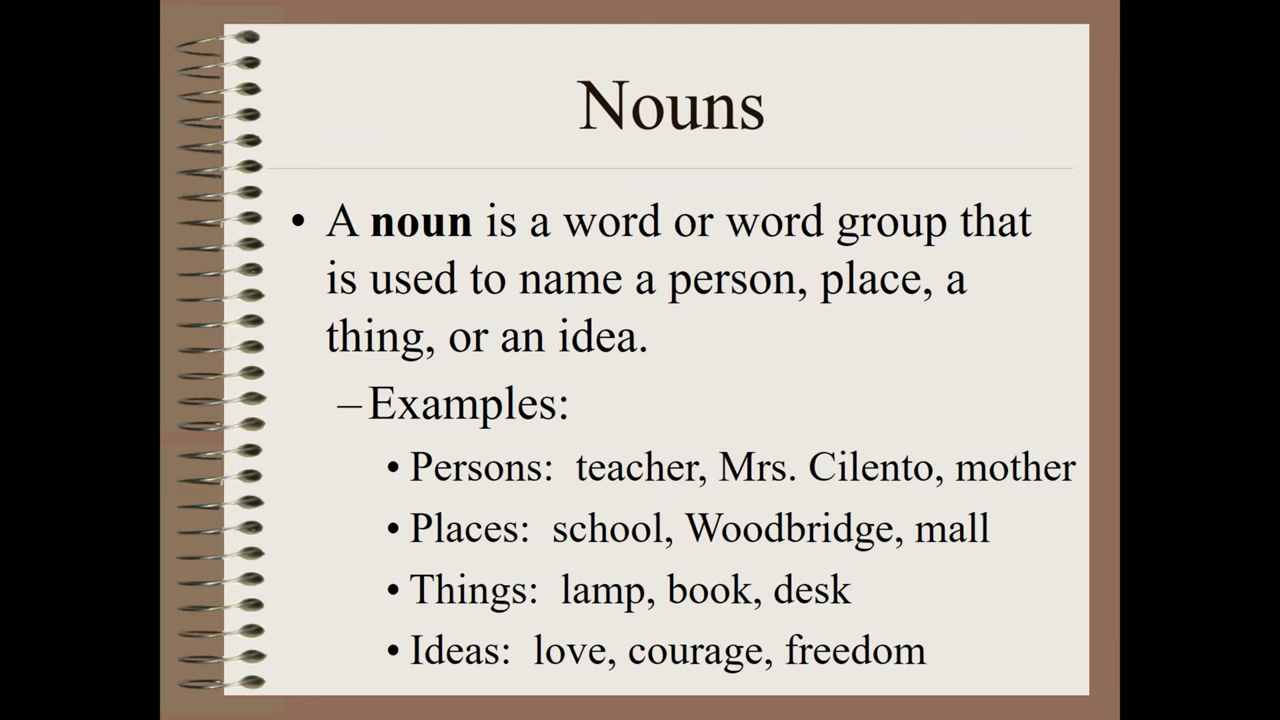 Nouns
• A noun is a word or word group that
is used to name a person, place, a
thing, or an idea.
– Examples:
• Persons:  teacher, Mrs. Cilento, mother
• Places:  school, Woodbridge, mall
• Things:  lamp, book, desk
• Ideas:  love, courage, freedom